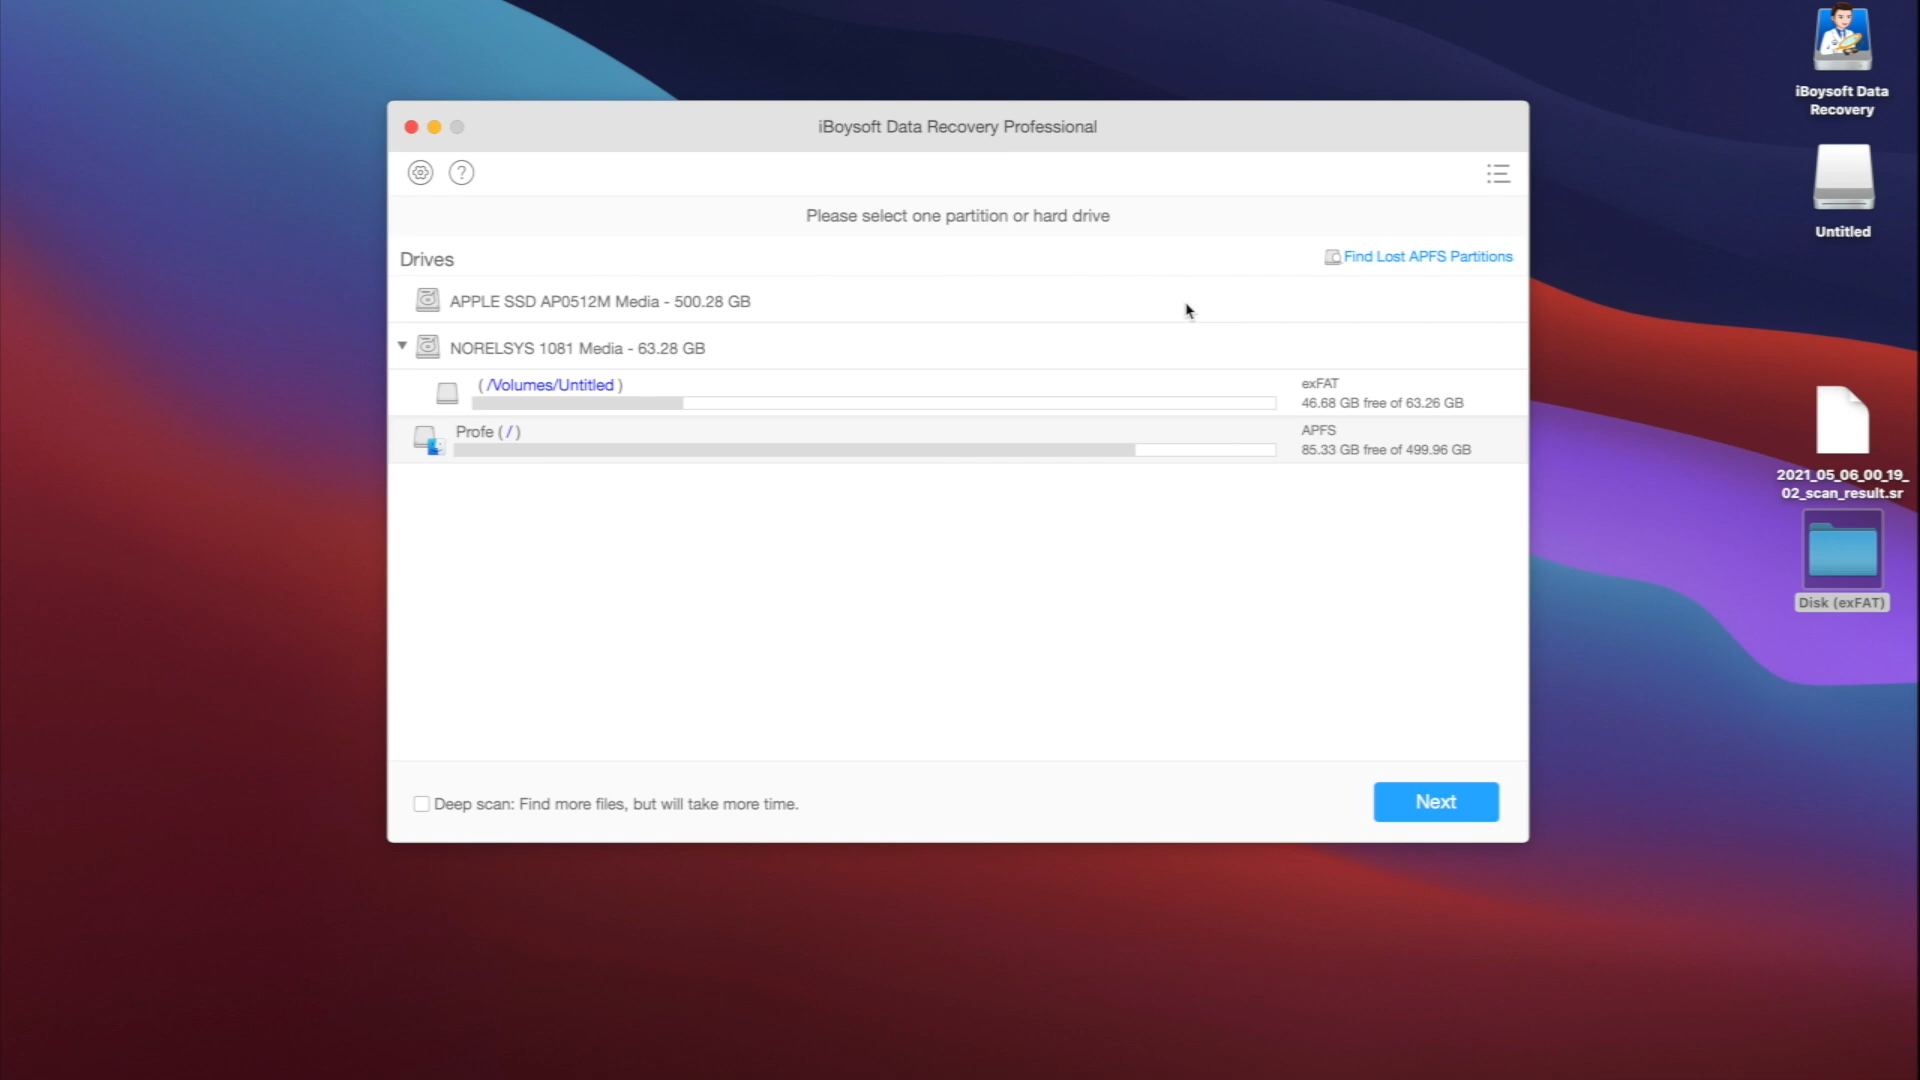 iBoysoft Data Recovery Professional
?
Please select one partition or hard drive
Drives
Find Lost APFS Partitions
APPLE SSD AP0512M Media - 500.28 GB
NORELSYS 1081 Media - 63.28 GB
( /Volumes/Untitled )
exFAT
46.68 GB free of 63.26 GB
Profe ( / )
APFS
85.33 GB free of 499.96 GB
Deep scan: Find more files, but will take more time.
Next
iBoysoft Data
Recovery
Untitled
2021_05_06_00_19_
02_scan_result.sr
Disk (exFAT)